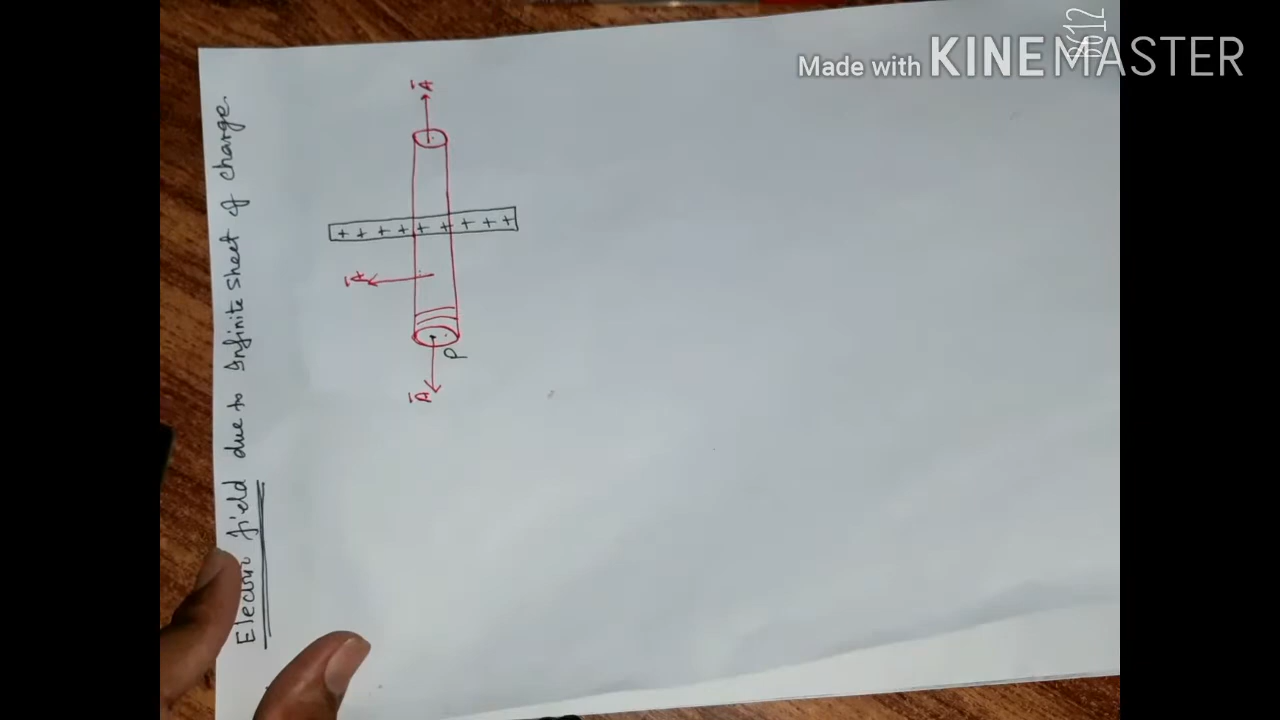 Electric field due to Infinite sheet of charge.
A
A
A
P
+ + + + + + + + +
Made with KINEMASTER